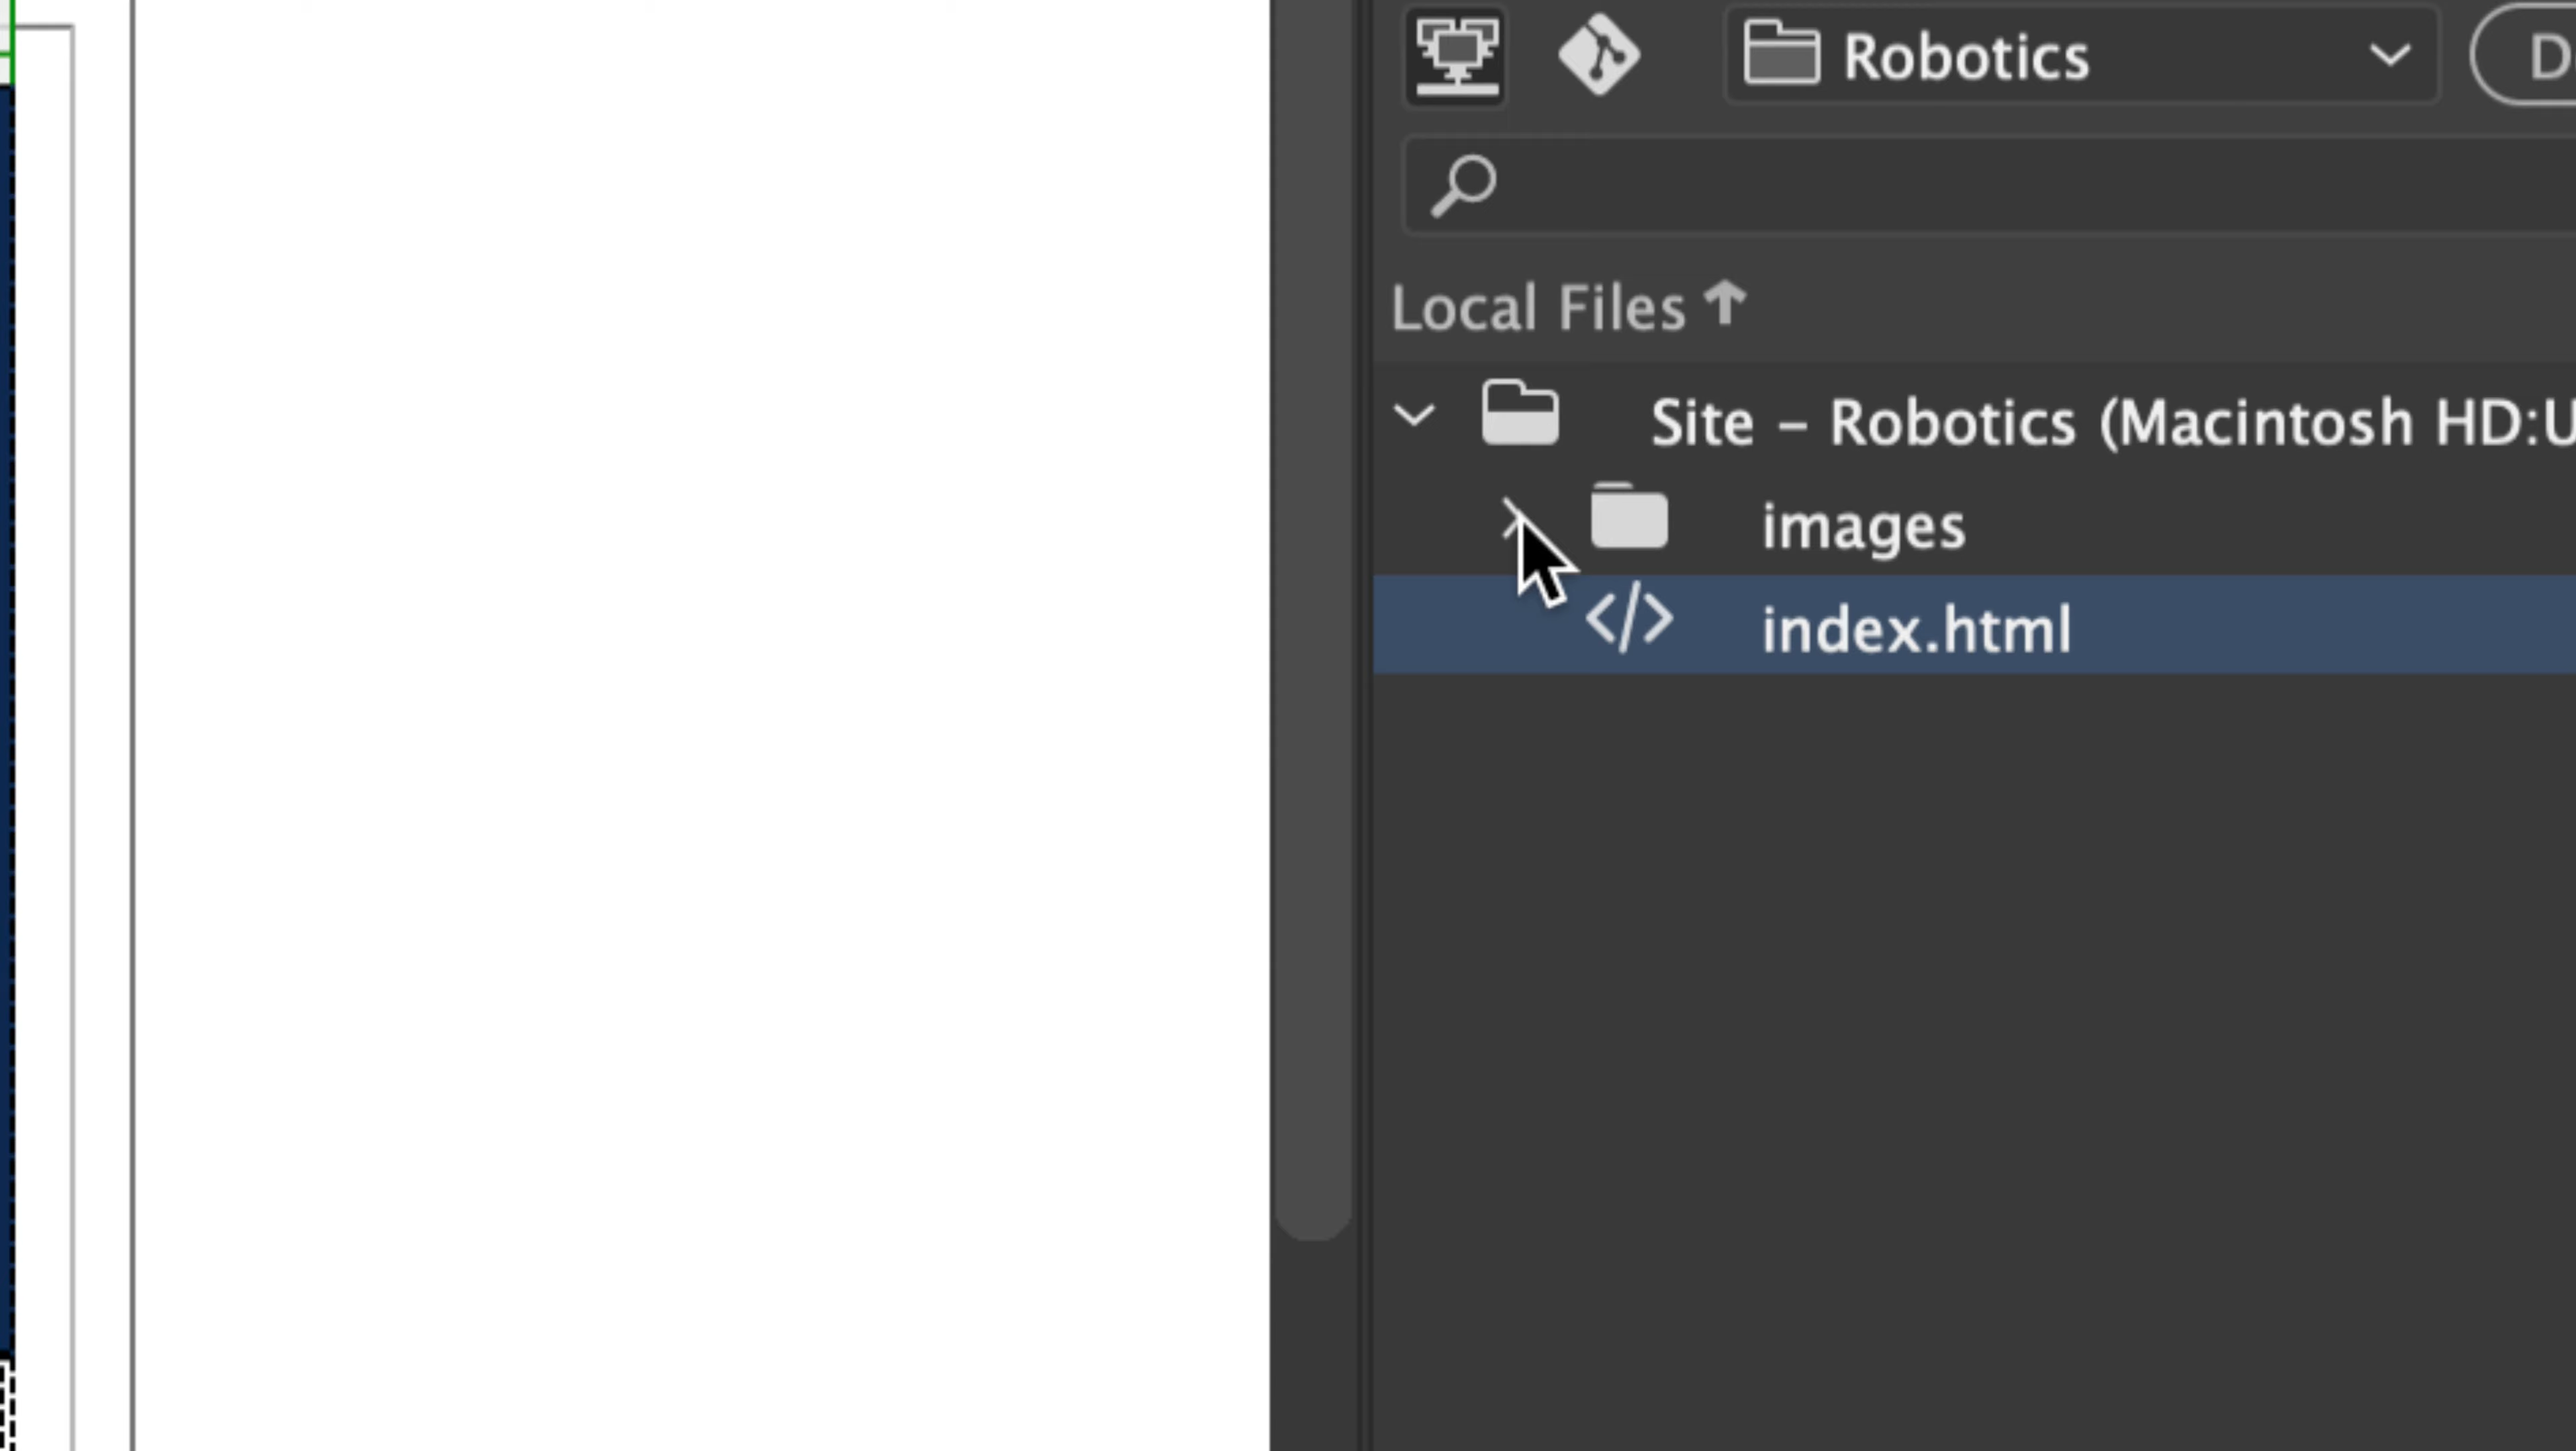 Robotics
D
Local Files
Site – Robotics (Macintosh HD:U
images
index.html